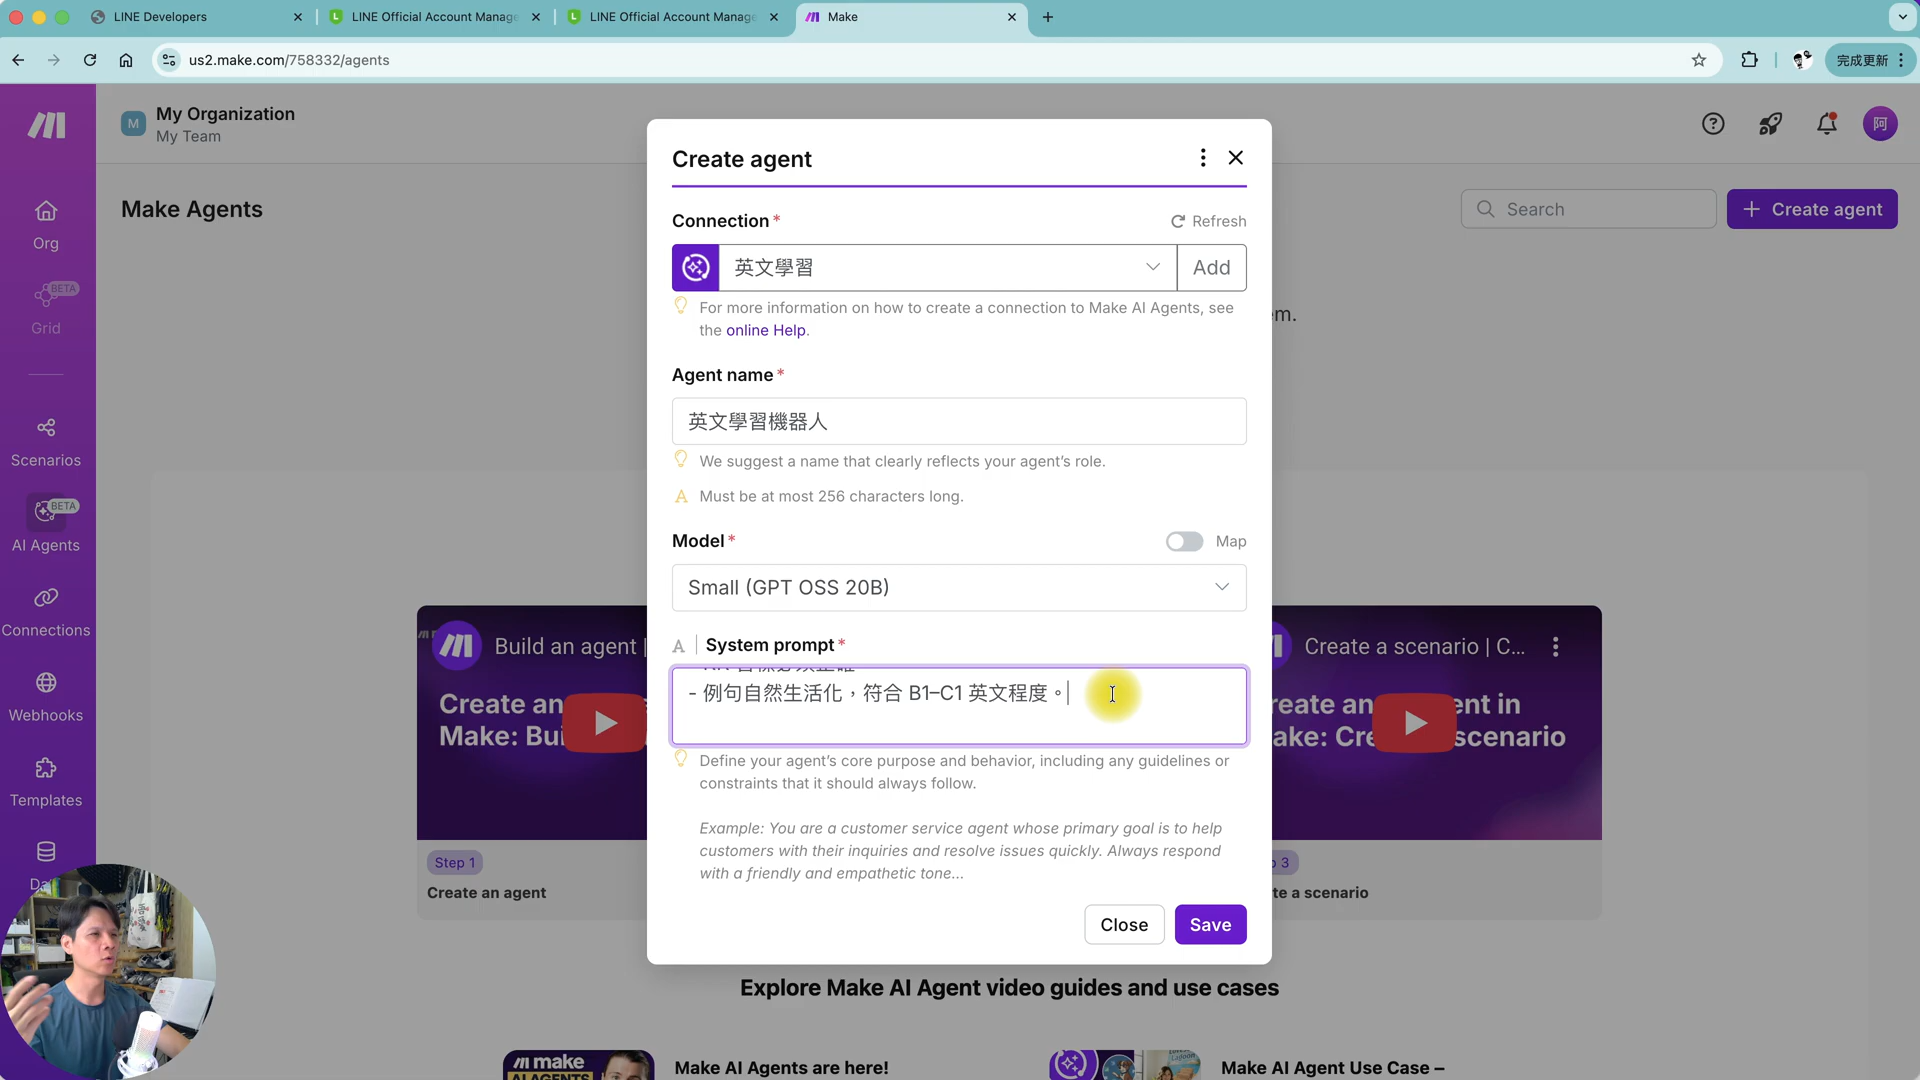 LINE Developers
LINE Official Account Manage
LINE Official Account Manage
Make
us2.make.com/758332/agents
完成更新
My Organization
M
My Team
阿
Make Agents
Search
+ Create agent
Org
BETA
Grid
Scenarios
BETA
AI Agents
Connections
Webhooks
Templates
Create agent
Connection*
Refresh
英文學習
Add
For more information on how to create a connection to Make AI Agents, see
the online Help.
em.
Agent name*
英文學習機器人
We suggest a name that clearly reflects your agent's role.
A Must be at most 256 characters long.
Model*
Map
Small (GPT OSS 20B)
A System prompt*
- 例句自然生活化，符合 B1–C1 英文程度。
Define your agent's core purpose and behavior, including any guidelines or
constraints that it should always follow.
Example: You are a customer service agent whose primary goal is to help
customers with their inquiries and resolve issues quickly. Always respond
with a friendly and empathetic tone...
Close
Save
Build an agent |
Create an
Make: Bui
Step 1
Create an agent
Create a scenario | C...
reate an agent in
ake: Create scenario
p 3
te a scenario
Explore Make AI Agent video guides and use cases
make
AI AGENTS
Make AI Agents are here!
Make AI Agent Use Case –